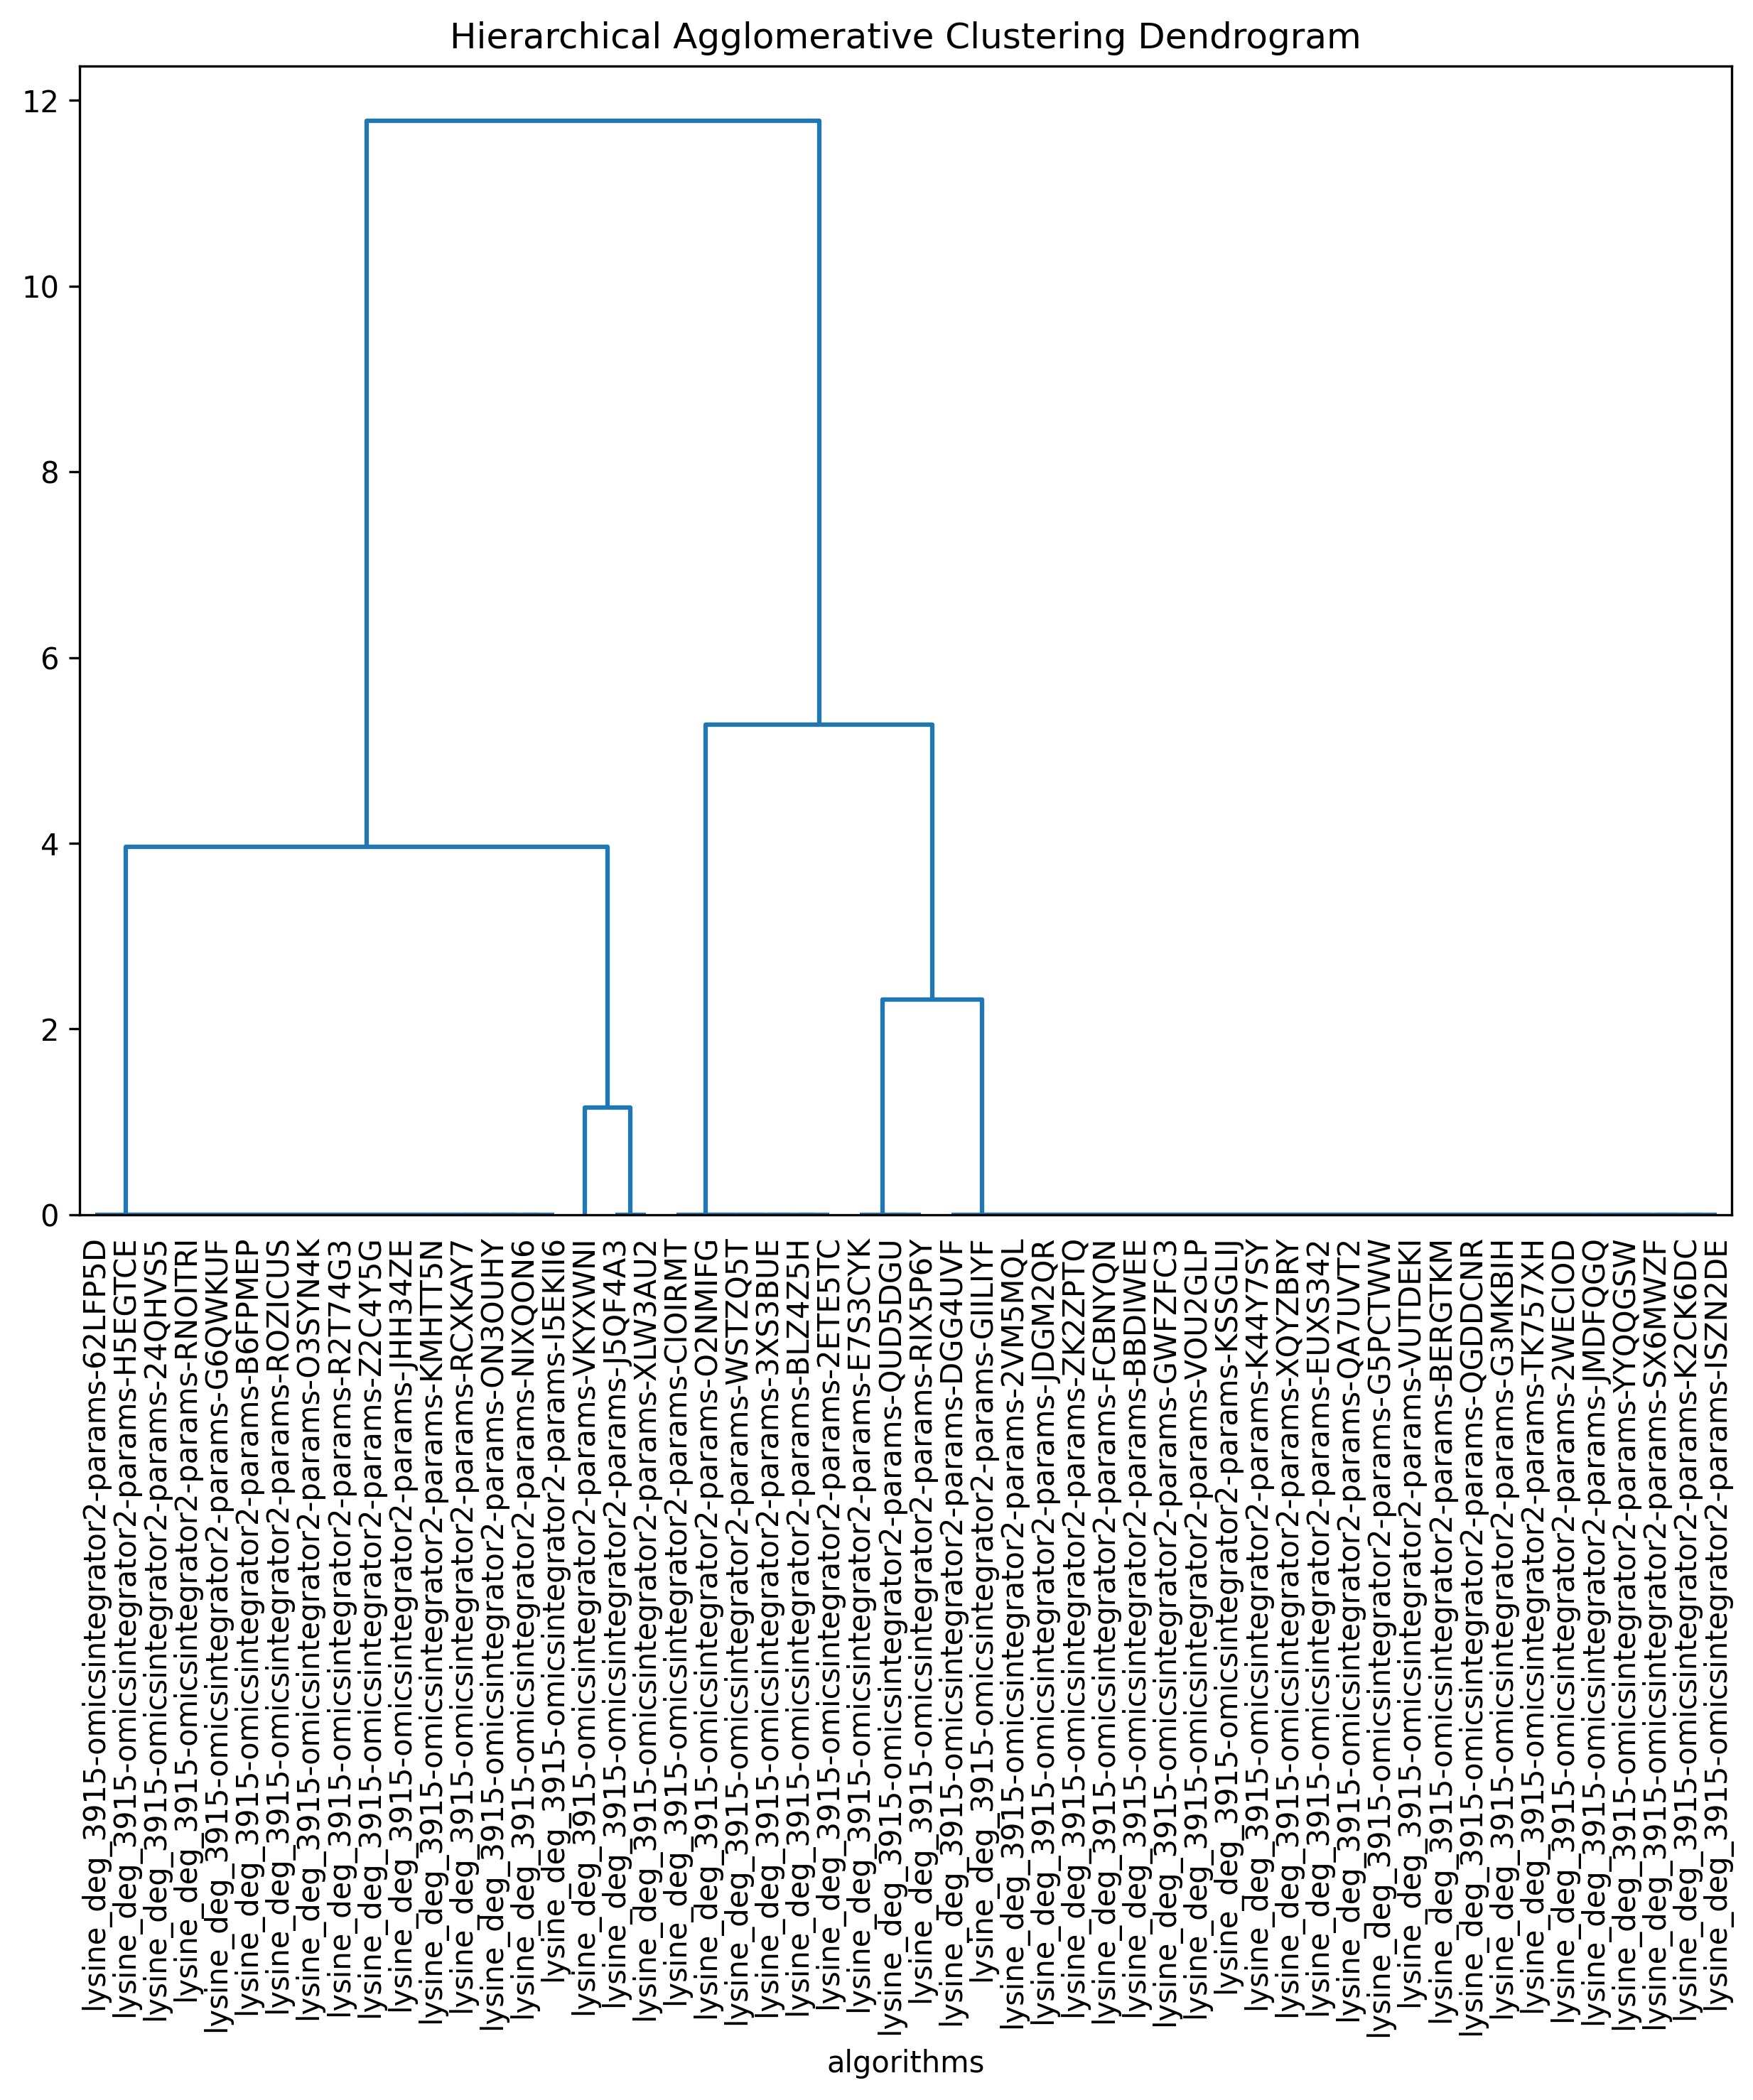 Hierarchical Agglomerative Clustering Dendrogram
12
10
8
6
4
2
0
lysine_deg_3915-omicsintegrator2-params-62LFP5D
lysine_deg_3915-omicsintegrator2-params-H5EGTCE
lysine_deg_3915-omicsintegrator2-params-24QHVS5
lysine_deg_3915-omicsintegrator2-params-RNOITRI
lysine_deg_3915-omicsintegrator2-params-G6QWKUF
lysine_deg_3915-omicsintegrator2-params-B6FPMEP
lysine_deg_3915-omicsintegrator2-params-ROZICUS
lysine_deg_3915-omicsintegrator2-params-O3SYN4K
lysine_deg_3915-omicsintegrator2-params-R2T74G3
lysine_deg_3915-omicsintegrator2-params-Z2C4Y5G
lysine_deg_3915-omicsintegrator2-params-JHH34ZE
lysine_deg_3915-omicsintegrator2-params-KMHTT5N
lysine_deg_3915-omicsintegrator2-params-RCXKAY7
lysine_deg_3915-omicsintegrator2-params-ON3OUHY
lysine_deg_3915-omicsintegrator2-params-NIXQON6
lysine_deg_3915-omicsintegrator2-params-I5EKII6
lysine_deg_3915-omicsintegrator2-params-VKYXWNI
lysine_deg_3915-omicsintegrator2-params-J5QF4A3
lysine_deg_3915-omicsintegrator2-params-XLW3AU2
lysine_deg_3915-omicsintegrator2-params-CIOIRMT
lysine_deg_3915-omicsintegrator2-params-O2NMIFG
lysine_deg_3915-omicsintegrator2-params-WSTZQ5T
lysine_deg_3915-omicsintegrator2-params-3XS3BUE
lysine_deg_3915-omicsintegrator2-params-BLZ4Z5H
lysine_deg_3915-omicsintegrator2-params-2ETE5TC
lysine_deg_3915-omicsintegrator2-params-E7S3CYK
lysine_deg_3915-omicsintegrator2-params-QUD5DGU
lysine_deg_3915-omicsintegrator2-params-RIX5P6Y
lysine_deg_3915-omicsintegrator2-params-DGG4UVF
lysine_deg_3915-omicsintegrator2-params-GIILIYF
lysine_deg_3915-omicsintegrator2-params-2VM5MQL
lysine_deg_3915-omicsintegrator2-params-JDGM2QR
lysine_deg_3915-omicsintegrator2-params-ZK2ZPTQ
lysine_deg_3915-omicsintegrator2-params-FCBNYQN
lysine_deg_3915-omicsintegrator2-params-BBDIWEE
lysine_deg_3915-omicsintegrator2-params-GWFZFC3
lysine_deg_3915-omicsintegrator2-params-VOU2GLP
lysine_deg_3915-omicsintegrator2-params-KSSGLIJ
lysine_deg_3915-omicsintegrator2-params-K44Y7SY
lysine_deg_3915-omicsintegrator2-params-XQYZBRY
lysine_deg_3915-omicsintegrator2-params-EUXS342
lysine_deg_3915-omicsintegrator2-params-QA7UVT2
lysine_deg_3915-omicsintegrator2-params-G5PCTWW
lysine_deg_3915-omicsintegrator2-params-VUTDEKI
lysine_deg_3915-omicsintegrator2-params-BERGTKM
lysine_deg_3915-omicsintegrator2-params-QGDDCNR
lysine_deg_3915-omicsintegrator2-params-G3MKBIH
lysine_deg_3915-omicsintegrator2-params-TK757XH
lysine_deg_3915-omicsintegrator2-params-2WECIOD
lysine_deg_3915-omicsintegrator2-params-JMDFQGQ
lysine_deg_3915-omicsintegrator2-params-YYQQGSW
lysine_deg_3915-omicsintegrator2-params-SX6MWZF
lysine_deg_3915-omicsintegrator2-params-K2CK6DC
lysine_deg_3915-omicsintegrator2-params-ISZN2DE
algorithms